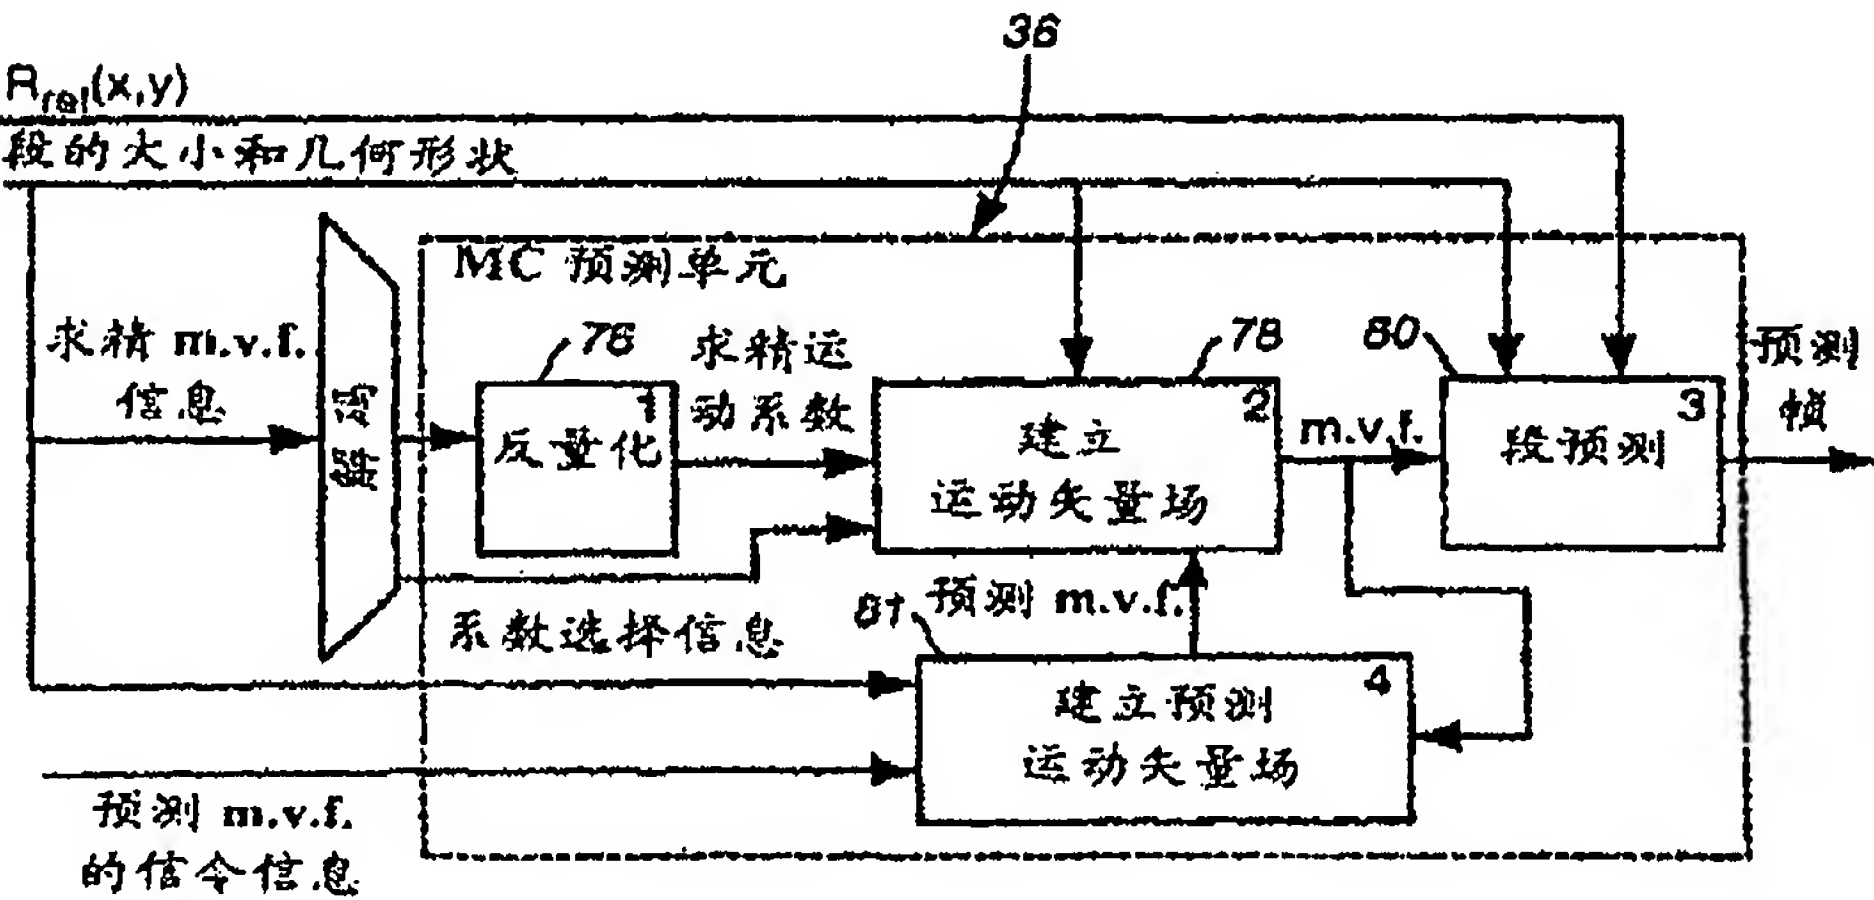 36
R_rel(x,y)
段的大小和几何形状
MC 预测单元
求精 m.v.f.
信息
76
求精运
动系数
78
80
预测
帧
1
反量化
2
建立
运动矢量场
m.v.f.
3
段预测
系数选择信息
81
预测 m.v.f.
4
建立预测
运动矢量场
预测 m.v.f.
的信令信息